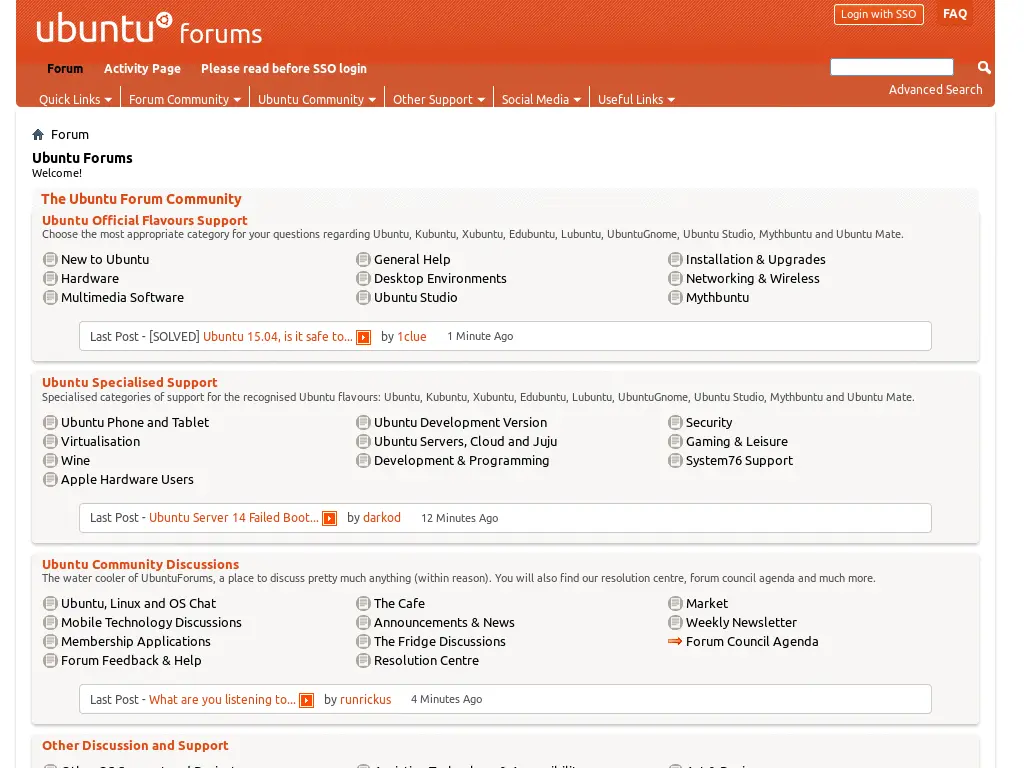 ubuntu forums
Login with SSO
FAQ
Forum
Activity Page
Please read before SSO login
Advanced Search
Quick Links
Forum Community
Ubuntu Community
Other Support
Social Media
Useful Links
Forum
Ubuntu Forums
Welcome!
The Ubuntu Forum Community
Ubuntu Official Flavours Support
Choose the most appropriate category for your questions regarding Ubuntu, Kubuntu, Xubuntu, Edubuntu, Lubuntu, UbuntuGnome, Ubuntu Studio, Mythbuntu and Ubuntu Mate.
New to Ubuntu
General Help
Installation & Upgrades
Hardware
Desktop Environments
Networking & Wireless
Multimedia Software
Ubuntu Studio
Mythbuntu
Last Post - [SOLVED] Ubuntu 15.04, is it safe to... by 1clue 1 Minute Ago
Ubuntu Specialised Support
Specialised categories of support for the recognised Ubuntu flavours: Ubuntu, Kubuntu, Xubuntu, Edubuntu, Lubuntu, UbuntuGnome, Ubuntu Studio, Mythbuntu and Ubuntu Mate.
Ubuntu Phone and Tablet
Ubuntu Development Version
Security
Virtualisation
Ubuntu Servers, Cloud and Juju
Gaming & Leisure
Wine
Development & Programming
System76 Support
Apple Hardware Users
Last Post - Ubuntu Server 14 Failed Boot... by darkod 12 Minutes Ago
Ubuntu Community Discussions
The water cooler of UbuntuForums, a place to discuss pretty much anything (within reason). You will also find our resolution centre, forum council agenda and much more.
Ubuntu, Linux and OS Chat
The Cafe
Market
Mobile Technology Discussions
Announcements & News
Weekly Newsletter
Membership Applications
The Fridge Discussions
Forum Council Agenda
Forum Feedback & Help
Resolution Centre
Last Post - What are you listening to... by runrickus 4 Minutes Ago
Other Discussion and Support